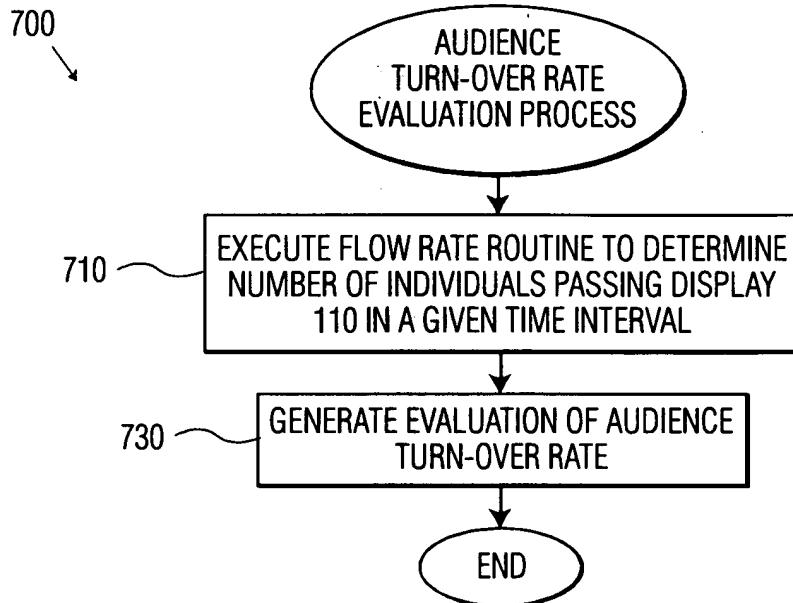 700
AUDIENCE
TURN-OVER RATE
EVALUATION PROCESS
710
EXECUTE FLOW RATE ROUTINE TO DETERMINE
NUMBER OF INDIVIDUALS PASSING DISPLAY
110 IN A GIVEN TIME INTERVAL
730
GENERATE EVALUATION OF AUDIENCE
TURN-OVER RATE
END